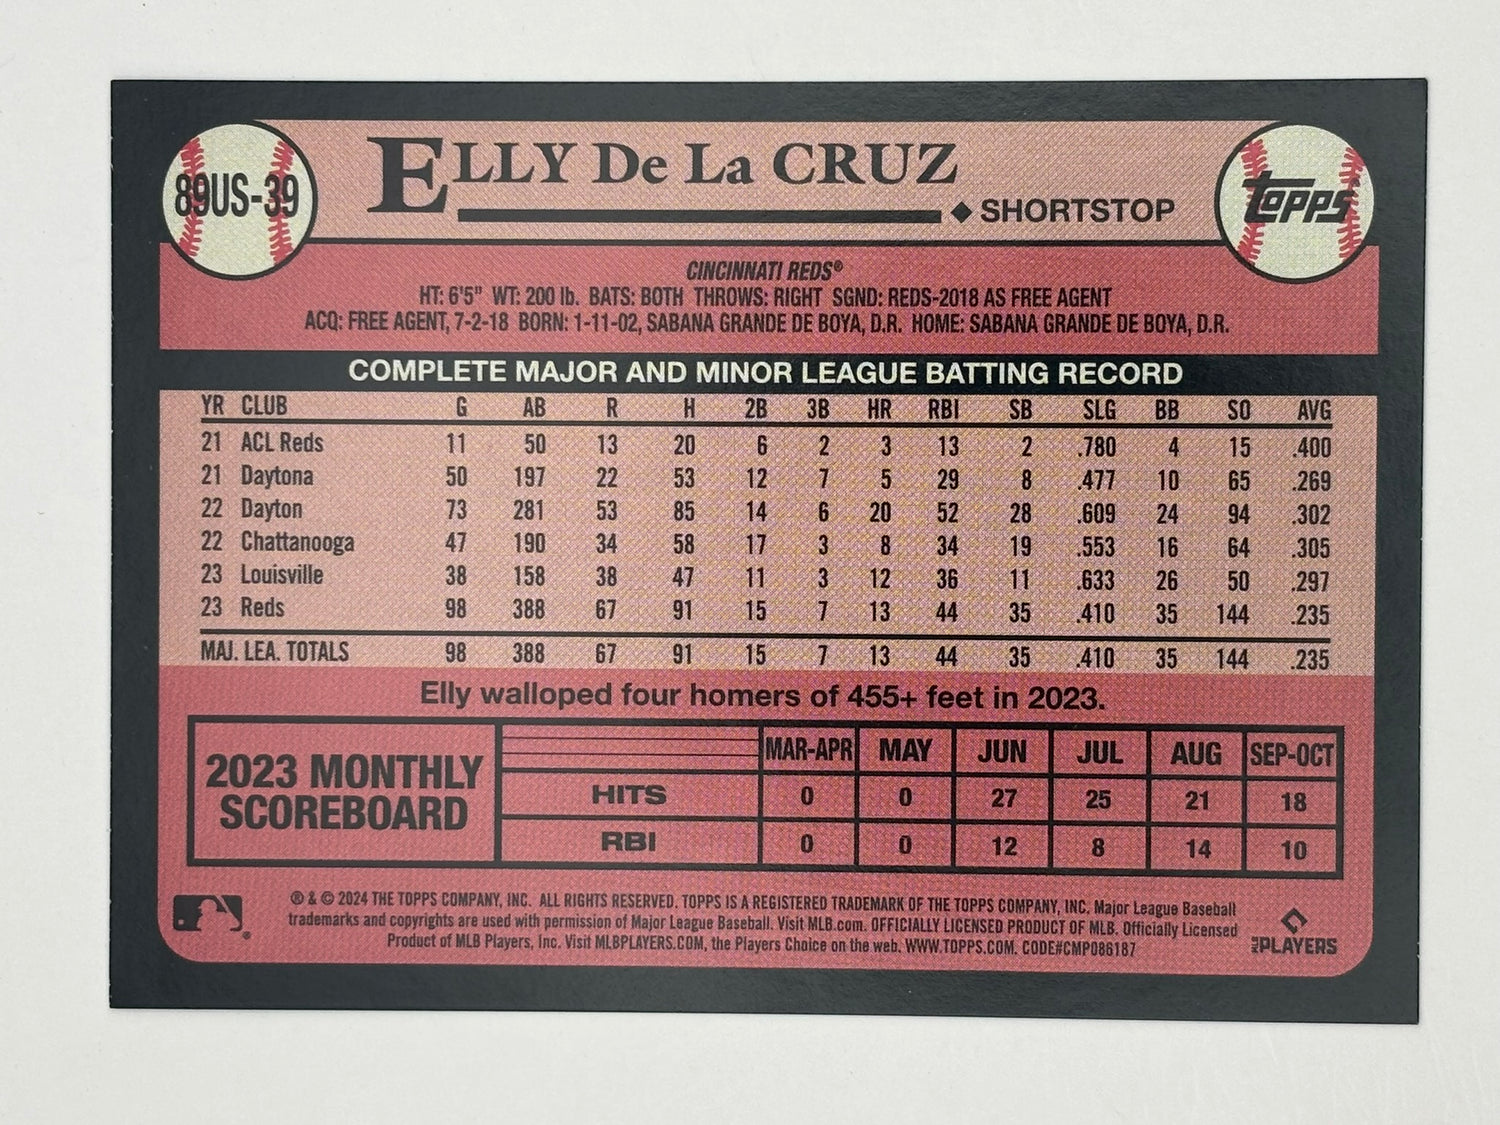 89US-39
ELLY De La CRUZ
◆ SHORTSTOP
TOPPS
CINCINNATI REDS®
HT: 6'5" WT: 200 lb. BATS: BOTH THROWS: RIGHT SGND: REDS-2018 AS FREE AGENT
ACQ: FREE AGENT, 7-2-18 BORN: 1-11-02, SABANA GRANDE DE BOYA, D.R. HOME: SABANA GRANDE DE BOYA, D.R.
COMPLETE MAJOR AND MINOR LEAGUE BATTING RECORD
YR CLUB G AB R H 2B 3B HR RBI SB SLG BB SO AVG
21 ACL Reds 11 50 13 20 6 2 3 13 2 .780 4 15 .400
21 Daytona 50 197 22 53 12 7 5 29 8 .477 10 65 .269
22 Dayton 73 281 53 85 14 6 20 52 28 .609 24 94 .302
22 Chattanooga 47 190 34 58 17 3 8 34 19 .553 16 64 .305
23 Louisville 38 158 38 47 11 3 12 36 11 .633 26 50 .297
23 Reds 98 388 67 91 15 7 13 44 35 .410 35 144 .235
MAJ. LEA. TOTALS 98 388 67 91 15 7 13 44 35 .410 35 144 .235
Elly walloped four homers of 455+ feet in 2023.
2023 MONTHLY
SCOREBOARD
MAR-APR MAY JUN JUL AUG SEP-OCT
HITS 0 0 27 25 21 18
RBI 0 0 12 8 14 10
® & © 2024 THE TOPPS COMPANY, INC. ALL RIGHTS RESERVED. TOPPS IS A REGISTERED TRADEMARK OF THE TOPPS COMPANY, INC. Major League Baseball
trademarks and copyrights are used with permission of Major League Baseball. Visit MLB.com. OFFICIALLY LICENSED PRODUCT OF MLB. Officially Licensed
Product of MLB Players, Inc. Visit MLBPLAYERS.COM, the Players Choice on the web. WWW.TOPPS.COM. CODE#CMP086187
MLB PLAYERS